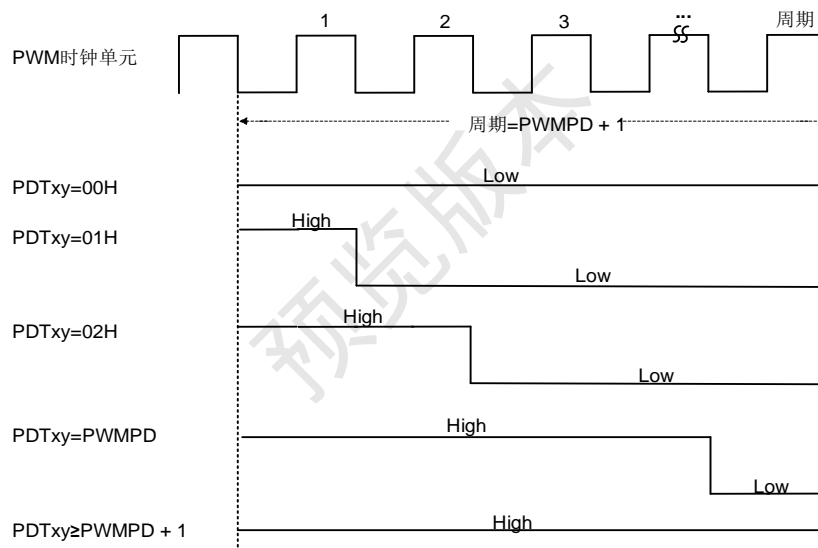 1 2 3 ... 周期
PWM时钟单元
周期=PWMPD + 1
PDTxy=00H Low
PDTxy=01H High
Low
PDTxy=02H High
Low
PDTxy=PWMPD High
Low
PDTxy≥PWMPD + 1 High
预览版本